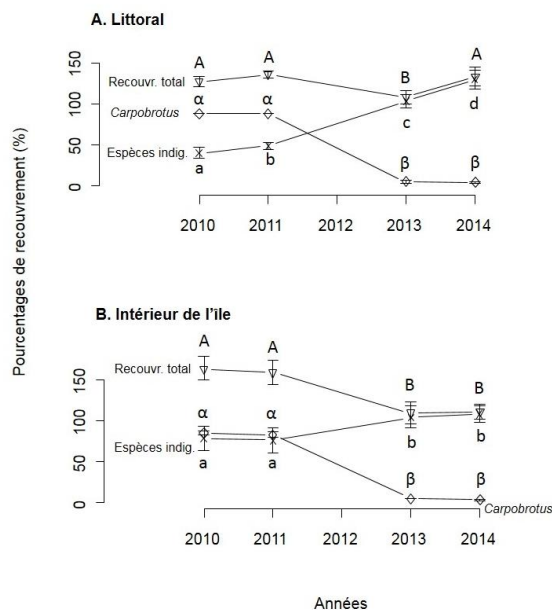 A. Littoral
Pourcentages de recouvrement (%)
150
100
50
0
Recouvr. total
Carpobrotus
Espèces indig.
A A B A
α α β β
a b c d
2010 2011 2012 2013 2014
B. Intérieur de l'île
150
100
50
0
Recouvr. total
Espèces indig.
A A B B
α α β β
a a b b
Carpobrotus
2010 2011 2012 2013 2014
Années